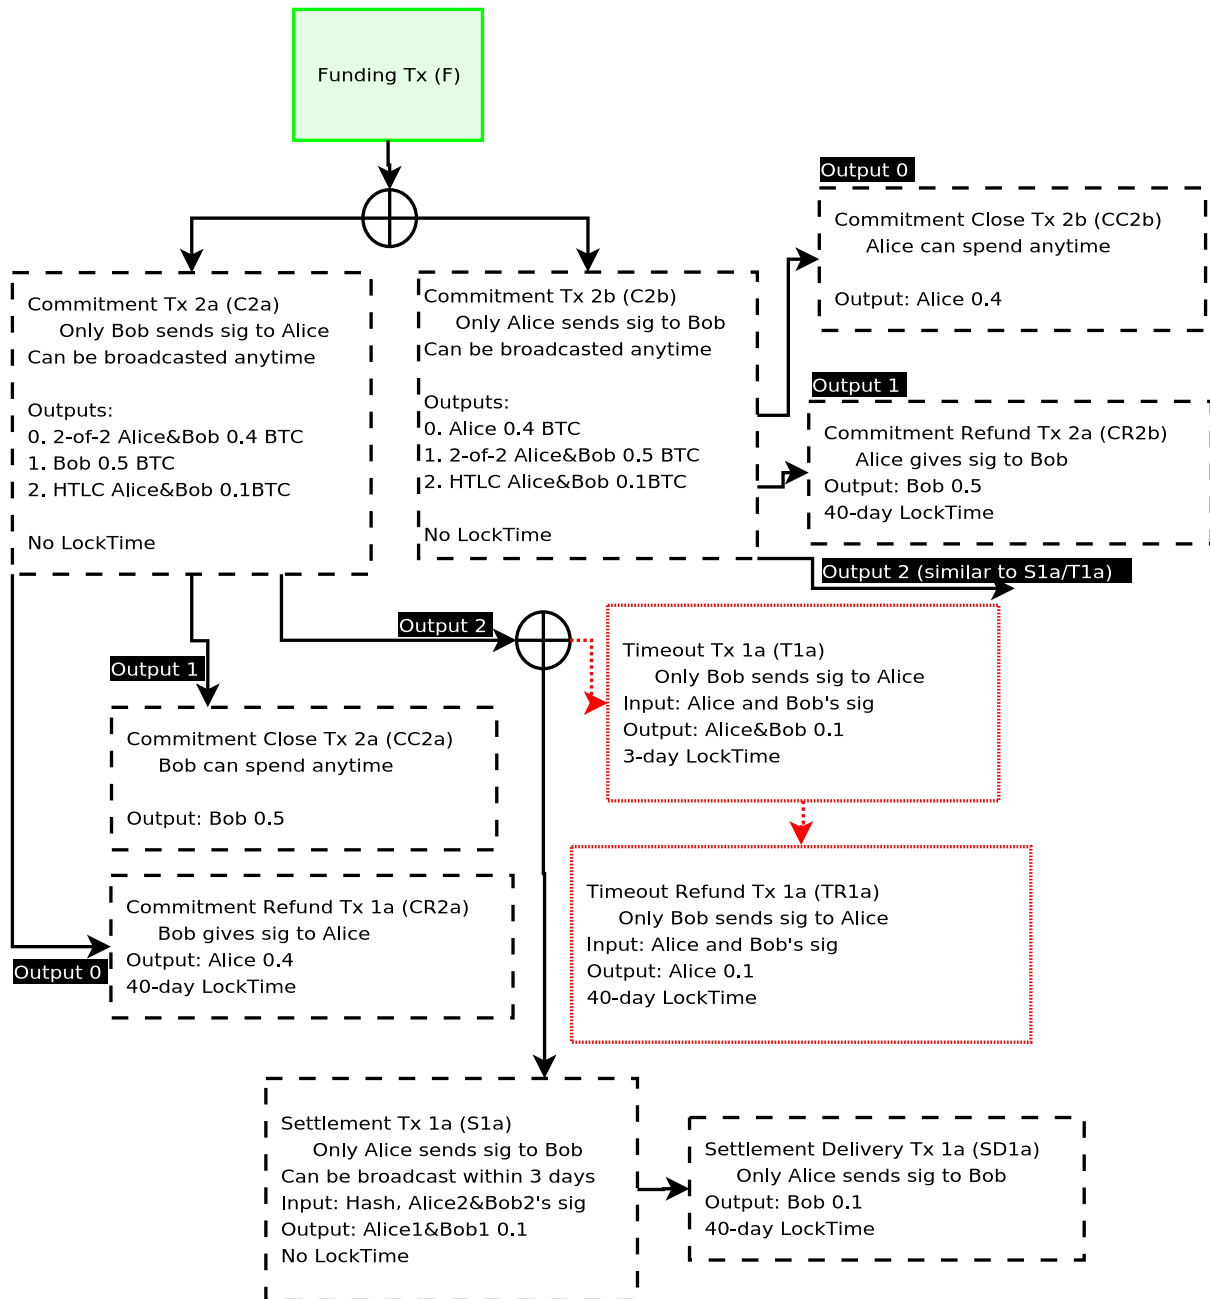 Funding Tx (F)
Output 0
Commitment Close Tx 2b (CC2b)
Alice can spend anytime
Output: Alice 0.4
Commitment Tx 2a (C2a)
Only Bob sends sig to Alice
Can be broadcasted anytime
Outputs:
0. 2-of-2 Alice&Bob 0.4 BTC
1. Bob 0.5 BTC
2. HTLC Alice&Bob 0.1BTC
No LockTime
Commitment Tx 2b (C2b)
Only Alice sends sig to Bob
Can be broadcasted anytime
Outputs:
0. Alice 0.4 BTC
1. 2-of-2 Alice&Bob 0.5 BTC
2. HTLC Alice&Bob 0.1BTC
No LockTime
Output 1
Commitment Refund Tx 2a (CR2b)
Alice gives sig to Bob
Output: Bob 0.5
40-day LockTime
Output 2 (similar to S1a/T1a)
Output 2
Timeout Tx 1a (T1a)
Only Bob sends sig to Alice
Input: Alice and Bob's sig
Output: Alice&Bob 0.1
3-day LockTime
Output 1
Commitment Close Tx 2a (CC2a)
Bob can spend anytime
Output: Bob 0.5
Commitment Refund Tx 1a (CR2a)
Bob gives sig to Alice
Output: Alice 0.4
40-day LockTime
Output 0
Timeout Refund Tx 1a (TR1a)
Only Bob sends sig to Alice
Input: Alice and Bob's sig
Output: Alice 0.1
40-day LockTime
Settlement Tx 1a (S1a)
Only Alice sends sig to Bob
Can be broadcast within 3 days
Input: Hash, Alice2&Bob2's sig
Output: Alice1&Bob1 0.1
No LockTime
Settlement Delivery Tx 1a (SD1a)
Only Alice sends sig to Bob
Output: Bob 0.1
40-day LockTime